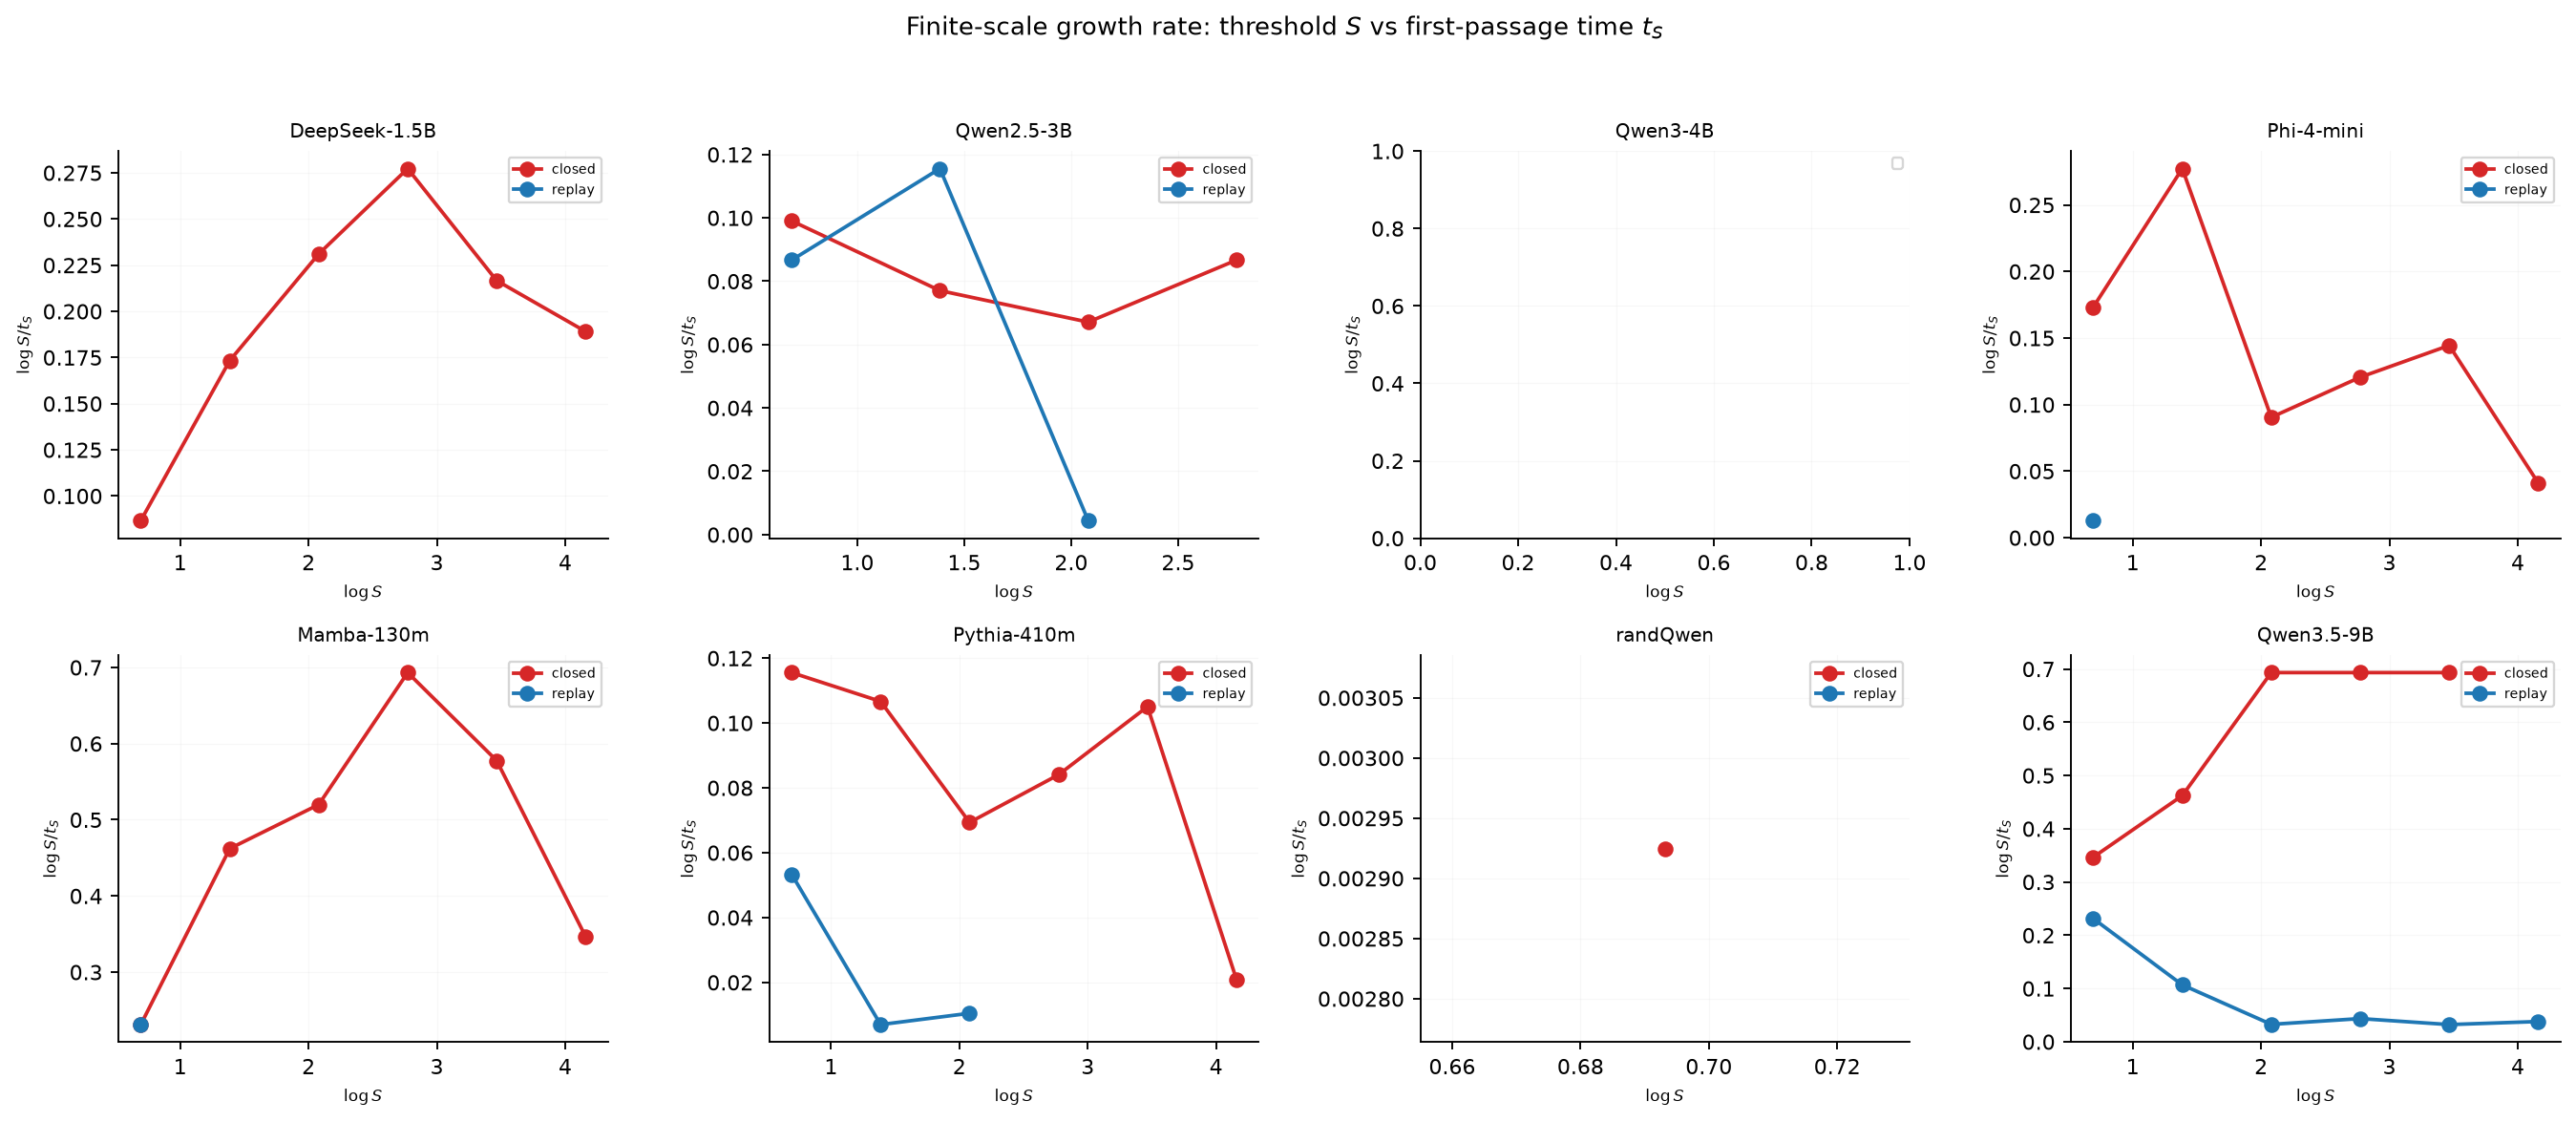 Finite-scale growth rate: threshold S vs first-passage time t_S
DeepSeek-1.5B
closed
replay
0.275
0.250
0.225
0.200
0.175
0.150
0.125
0.100
log S/t_S
1 2 3 4
log S
Qwen2.5-3B
closed
replay
0.12
0.10
0.08
0.06
0.04
0.02
0.00
log S/t_S
1.0 1.5 2.0 2.5
log S
Qwen3-4B
1.0
0.8
0.6
0.4
0.2
0.0
log S/t_S
0.0 0.2 0.4 0.6 0.8 1.0
log S
Phi-4-mini
closed
replay
0.25
0.20
0.15
0.10
0.05
0.00
log S/t_S
1 2 3 4
log S
Mamba-130m
closed
replay
0.7
0.6
0.5
0.4
0.3
log S/t_S
1 2 3 4
log S
Pythia-410m
closed
replay
0.12
0.10
0.08
0.06
0.04
0.02
log S/t_S
1 2 3 4
log S
randQwen
closed
replay
0.00305
0.00300
0.00295
0.00290
0.00285
0.00280
log S/t_S
0.66 0.68 0.70 0.72
log S
Qwen3.5-9B
closed
replay
0.7
0.6
0.5
0.4
0.3
0.2
0.1
0.0
log S/t_S
1 2 3 4
log S